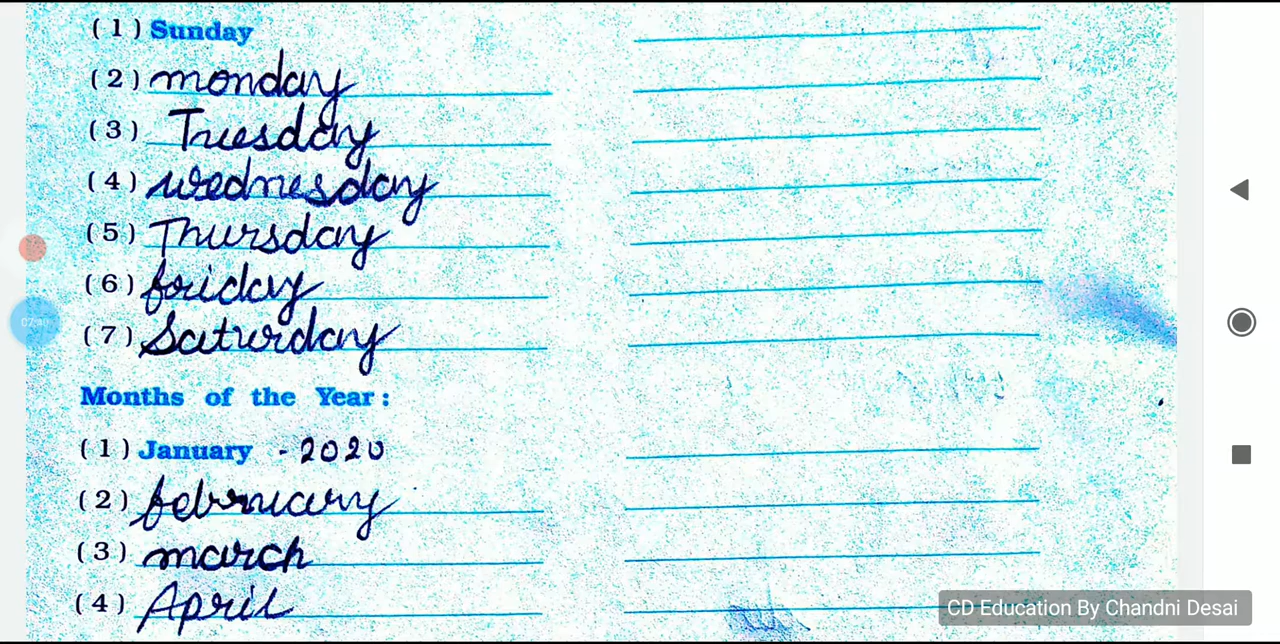 (1) Sunday
(2) monday
(3) Tuesday
(4) wednesday
(5) Thursday
(6) friday
(7) Saturday
Months of the Year:
(1) January - 2020
(2) february
(3) march
(4) April
CD Education By Chandni Desai